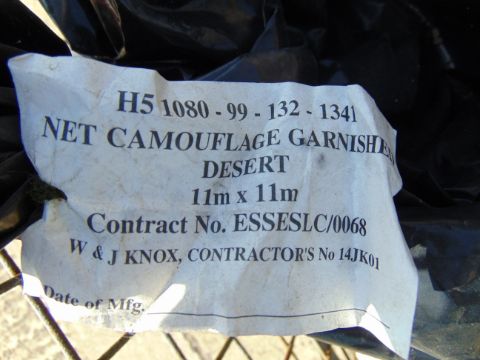 H5 1080 - 99 - 132 - 1341
NET CAMOUFLAGE GARNISHED
DESERT
11m x 11m
Contract No. ESSESLC/0068
W & J KNOX, CONTRACTOR'S No 14JK01
Date of Mfg.